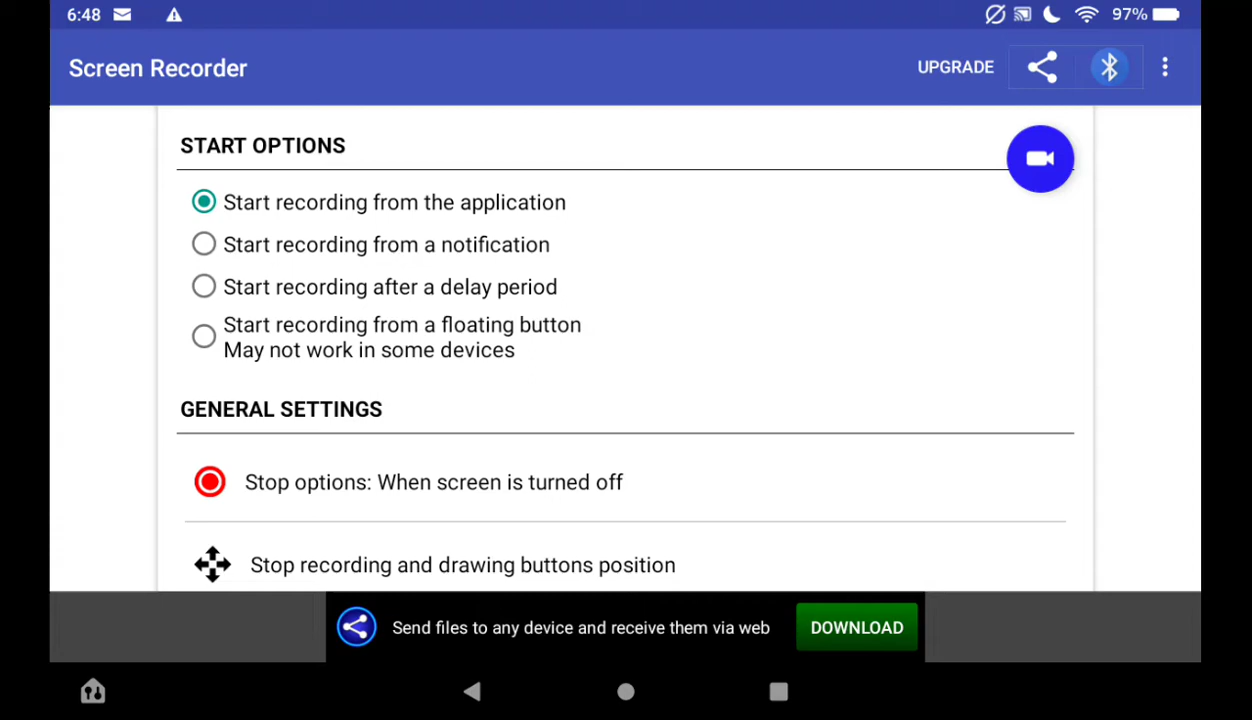 6:48 97%
Screen Recorder UPGRADE
START OPTIONS
Start recording from the application
Start recording from a notification
Start recording after a delay period
Start recording from a floating button
May not work in some devices
GENERAL SETTINGS
Stop options: When screen is turned off
Stop recording and drawing buttons position
Send files to any device and receive them via web DOWNLOAD